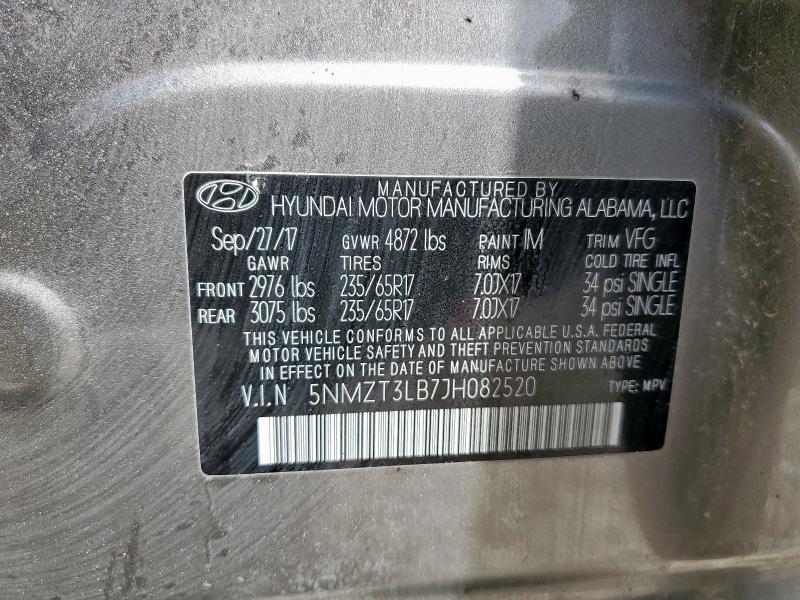 MANUFACTURED BY
HYUNDAI MOTOR MANUFACTURING ALABAMA, LLC
Sep/27/17 GVWR 4872 lbs PAINT IM TRIM VFG
GAWR TIRES RIMS COLD TIRE INFL
FRONT 2976 lbs 235/65R17 7.0JX17 34 psi SINGLE
REAR 3075 lbs 235/65R17 7.0JX17 34 psi SINGLE
THIS VEHICLE CONFORMS TO ALL APPLICABLE U.S.A. FEDERAL
MOTOR VEHICLE SAFETY AND THEFT PREVENTION STANDARDS
IN EFFECT ON THE DATE OF MANUFACTURE SHOWN ABOVE.
V.I.N 5NMZT3LB7JH082520 TYPE: MPV